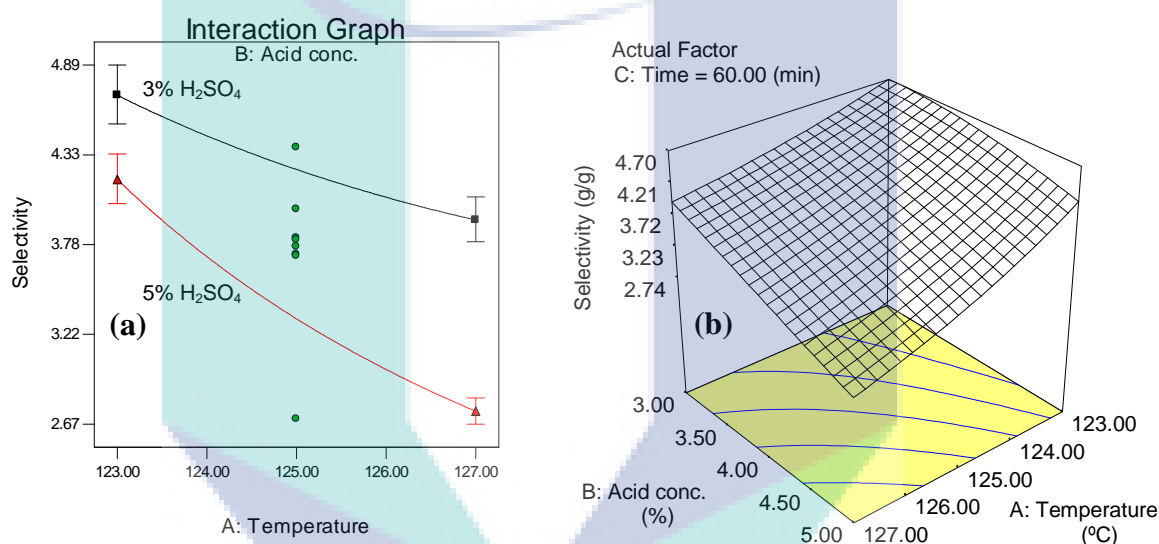 Interaction Graph
B: Acid conc.
4.89
4.33
3.78
3.22
2.67
Selectivity
3% H₂SO₄
5% H₂SO₄
(a)
123.00 124.00 125.00 126.00 127.00
A: Temperature
Actual Factor
C: Time = 60.00 (min)
4.70
4.21
3.72
3.23
2.74
Selectivity (g/g)
(b)
3.00
3.50
4.00
4.50
5.00
B: Acid conc.
(%)
123.00
124.00
125.00
126.00
127.00
A: Temperature
(ºC)